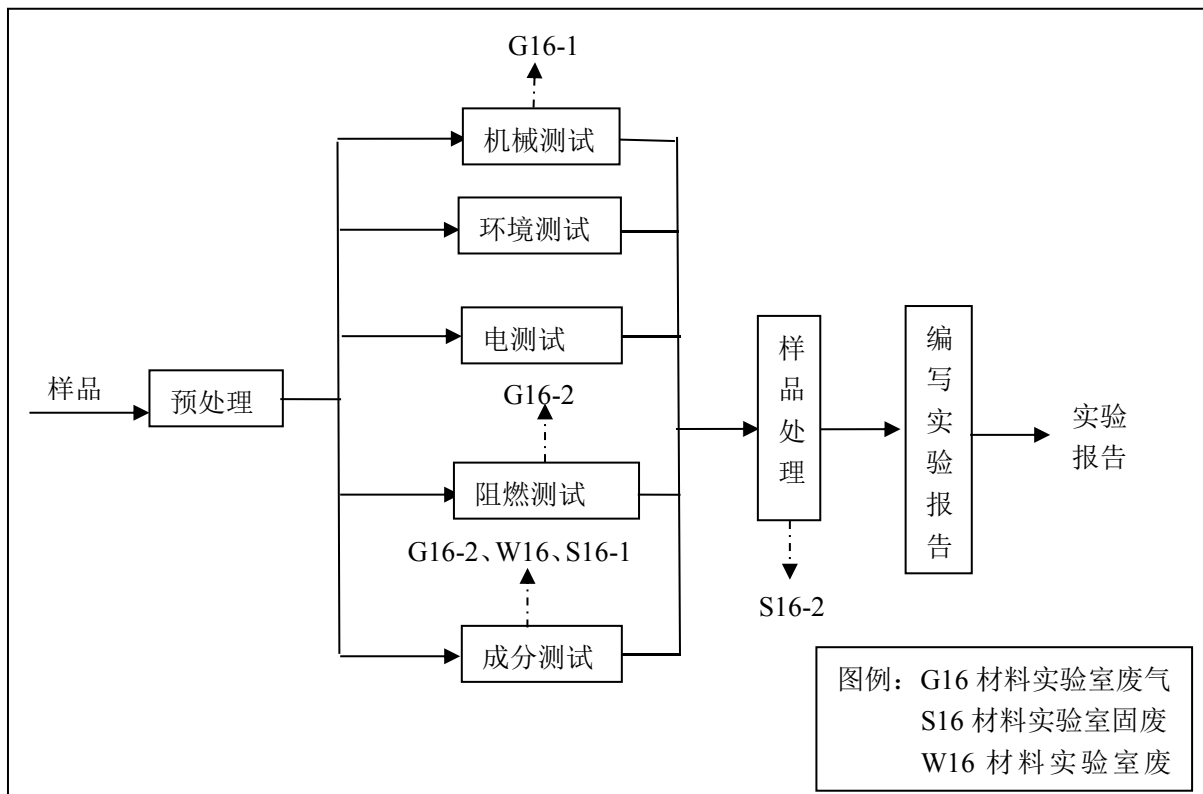 G16-1
机械测试
环境测试
电测试
样品
预处理
G16-2
阻燃测试
G16-2、W16、S16-1
成分测试
样品处理
S16-2
编写实验报告
实验
报告
图例：G16 材料实验室废气
S16 材料实验室固废
W16 材料实验室废